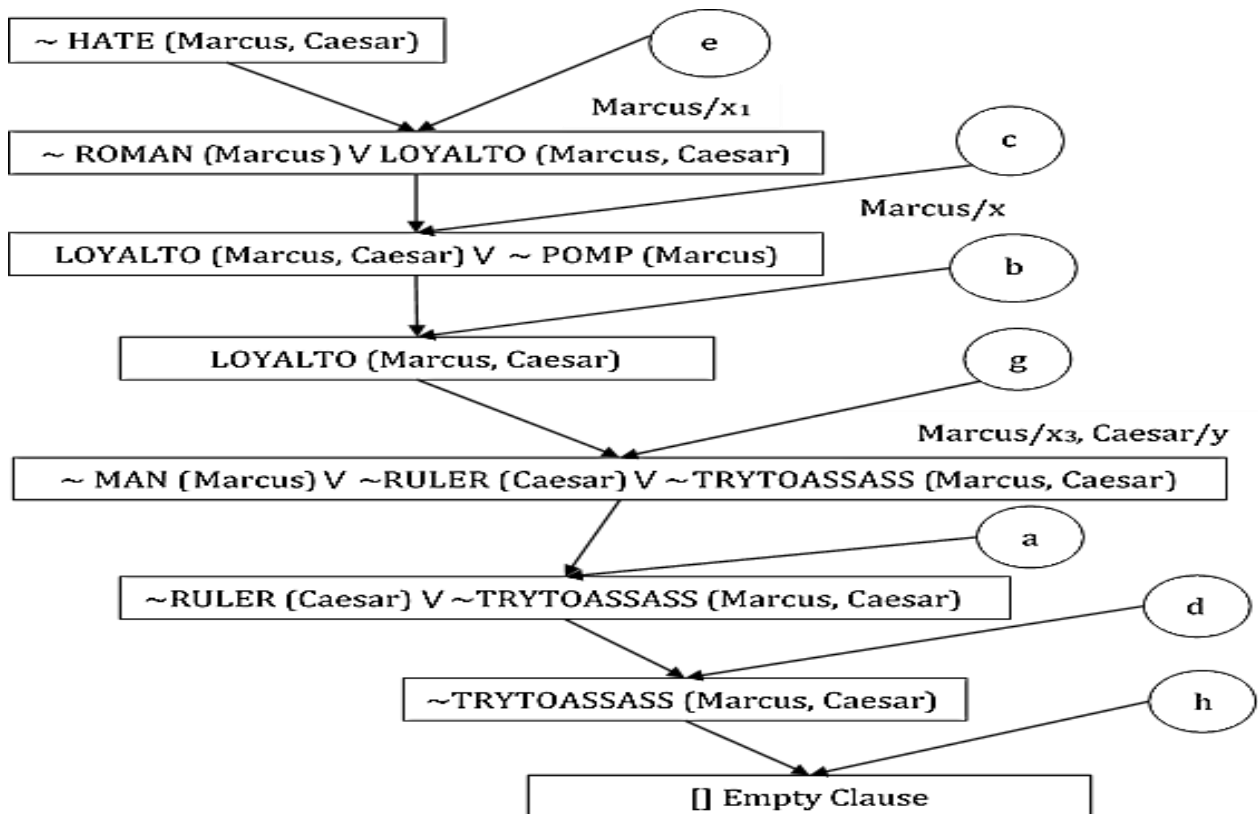 ~ HATE (Marcus, Caesar)
e
Marcus/x₁
~ ROMAN (Marcus) V LOYALTO (Marcus, Caesar)
c
Marcus/x
LOYALTO (Marcus, Caesar) V ~ POMP (Marcus)
b
LOYALTO (Marcus, Caesar)
g
Marcus/x₃, Caesar/y
~ MAN (Marcus) V ~RULER (Caesar) V ~TRYTOASSASS (Marcus, Caesar)
a
~RULER (Caesar) V ~TRYTOASSASS (Marcus, Caesar)
d
~TRYTOASSASS (Marcus, Caesar)
h
[] Empty Clause